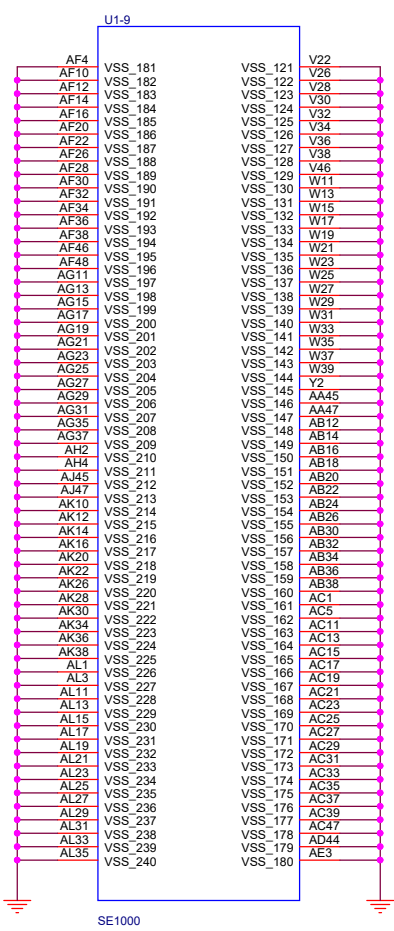 U1-9
AF4 VSS_181 VSS_121 V22
AF10 VSS_182 VSS_122 V26
AF12 VSS_183 VSS_123 V28
AF14 VSS_184 VSS_124 V30
AF16 VSS_185 VSS_125 V32
AF20 VSS_186 VSS_126 V34
AF22 VSS_187 VSS_127 V36
AF26 VSS_188 VSS_128 V38
AF28 VSS_189 VSS_129 V46
AF30 VSS_190 VSS_130 W11
AF32 VSS_191 VSS_131 W13
AF34 VSS_192 VSS_132 W15
AF36 VSS_193 VSS_133 W17
AF38 VSS_194 VSS_134 W19
AF46 VSS_195 VSS_135 W21
AF48 VSS_196 VSS_136 W23
AG11 VSS_197 VSS_137 W25
AG13 VSS_198 VSS_138 W27
AG15 VSS_199 VSS_139 W29
AG17 VSS_200 VSS_140 W31
AG19 VSS_201 VSS_141 W33
AG21 VSS_202 VSS_142 W35
AG23 VSS_203 VSS_143 W37
AG25 VSS_204 VSS_144 W39
AG27 VSS_205 VSS_145 Y2
AG29 VSS_206 VSS_146 AA45
AG31 VSS_207 VSS_147 AA47
AG35 VSS_208 VSS_148 AB12
AG37 VSS_209 VSS_149 AB14
AH2 VSS_210 VSS_150 AB16
AH4 VSS_211 VSS_151 AB18
AJ45 VSS_212 VSS_152 AB20
AJ47 VSS_213 VSS_153 AB22
AK10 VSS_214 VSS_154 AB24
AK12 VSS_215 VSS_155 AB26
AK14 VSS_216 VSS_156 AB30
AK16 VSS_217 VSS_157 AB32
AK20 VSS_218 VSS_158 AB34
AK22 VSS_219 VSS_159 AB36
AK26 VSS_220 VSS_160 AB38
AK28 VSS_221 VSS_161 AC1
AK30 VSS_222 VSS_162 AC5
AK34 VSS_223 VSS_163 AC11
AK36 VSS_224 VSS_164 AC13
AK38 VSS_225 VSS_165 AC15
AL1 VSS_226 VSS_166 AC17
AL3 VSS_227 VSS_167 AC19
AL11 VSS_228 VSS_168 AC21
AL13 VSS_229 VSS_169 AC23
AL15 VSS_230 VSS_170 AC25
AL17 VSS_231 VSS_171 AC27
AL19 VSS_232 VSS_172 AC29
AL21 VSS_233 VSS_173 AC31
AL23 VSS_234 VSS_174 AC33
AL25 VSS_235 VSS_175 AC35
AL27 VSS_236 VSS_176 AC37
AL29 VSS_237 VSS_177 AC39
AL31 VSS_238 VSS_178 AC47
AL33 VSS_239 VSS_179 AD44
AL35 VSS_240 VSS_180 AE3
SE1000